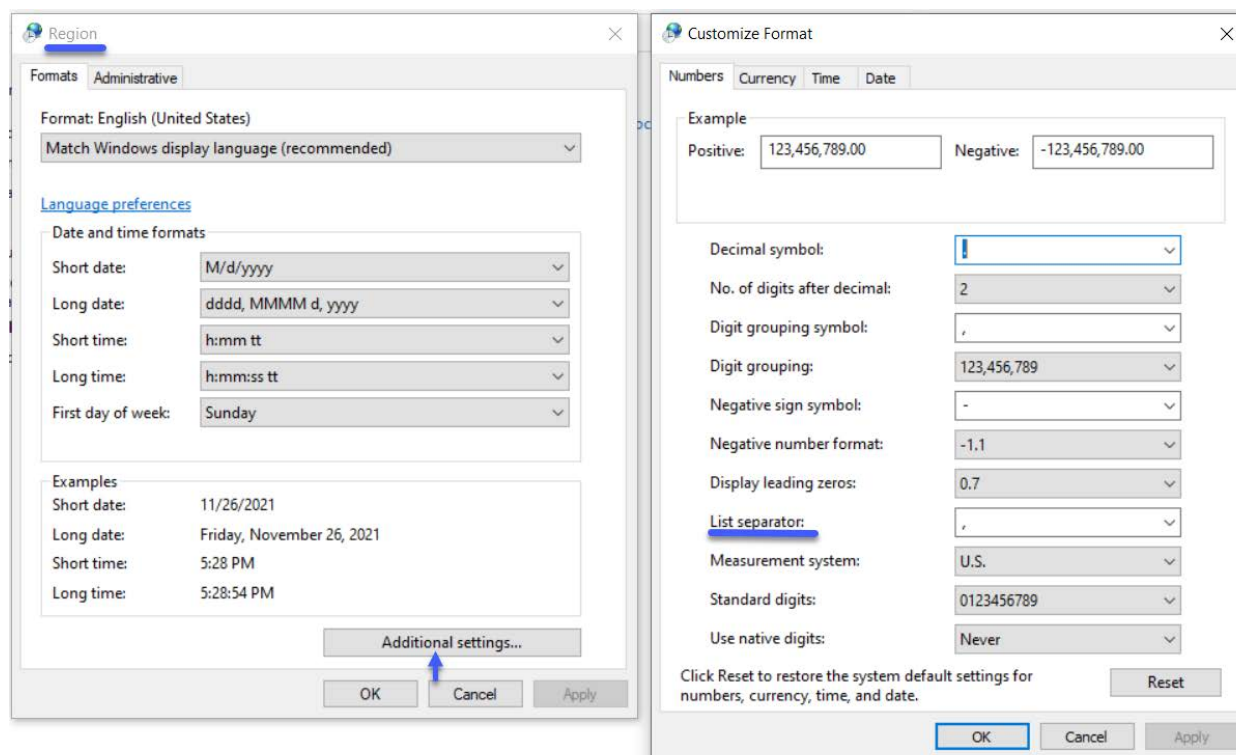 Region
Formats
Administrative
Format: English (United States)
Match Windows display language (recommended)
Language preferences
Date and time formats
Short date:
M/d/yyyy
Long date:
dddd, MMMM d, yyyy
Short time:
h:mm tt
Long time:
h:mm:ss tt
First day of week:
Sunday
Examples
Short date:
11/26/2021
Long date:
Friday, November 26, 2021
Short time:
5:28 PM
Long time:
5:28:54 PM
Additional settings...
OK
Cancel
Apply
Customize Format
Numbers
Currency
Time
Date
Example
Positive:
123,456,789.00
Negative:
-123,456,789.00
Decimal symbol:
.
No. of digits after decimal:
2
Digit grouping symbol:
,
Digit grouping:
123,456,789
Negative sign symbol:
-
Negative number format:
-1.1
Display leading zeros:
0.7
List separator:
,
Measurement system:
U.S.
Standard digits:
0123456789
Use native digits:
Never
Click Reset to restore the system default settings for
numbers, currency, time, and date.
Reset
OK
Cancel
Apply